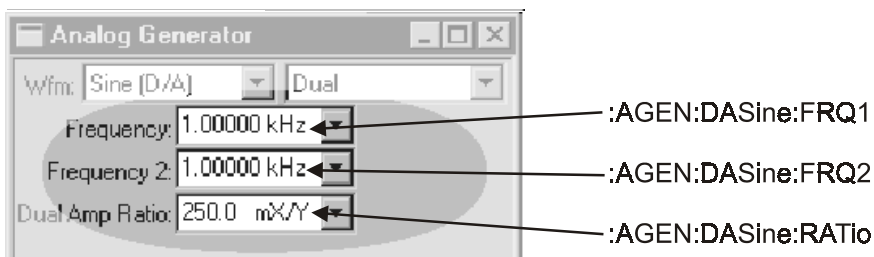 Analog Generator
Wfm: Sine (D/A) Dual
Frequency: 1.00000 kHz :AGEN:DASine:FRQ1
Frequency 2: 1.00000 kHz :AGEN:DASine:FRQ2
Dual Amp Ratio: 250.0 mX/Y :AGEN:DASine:RATio